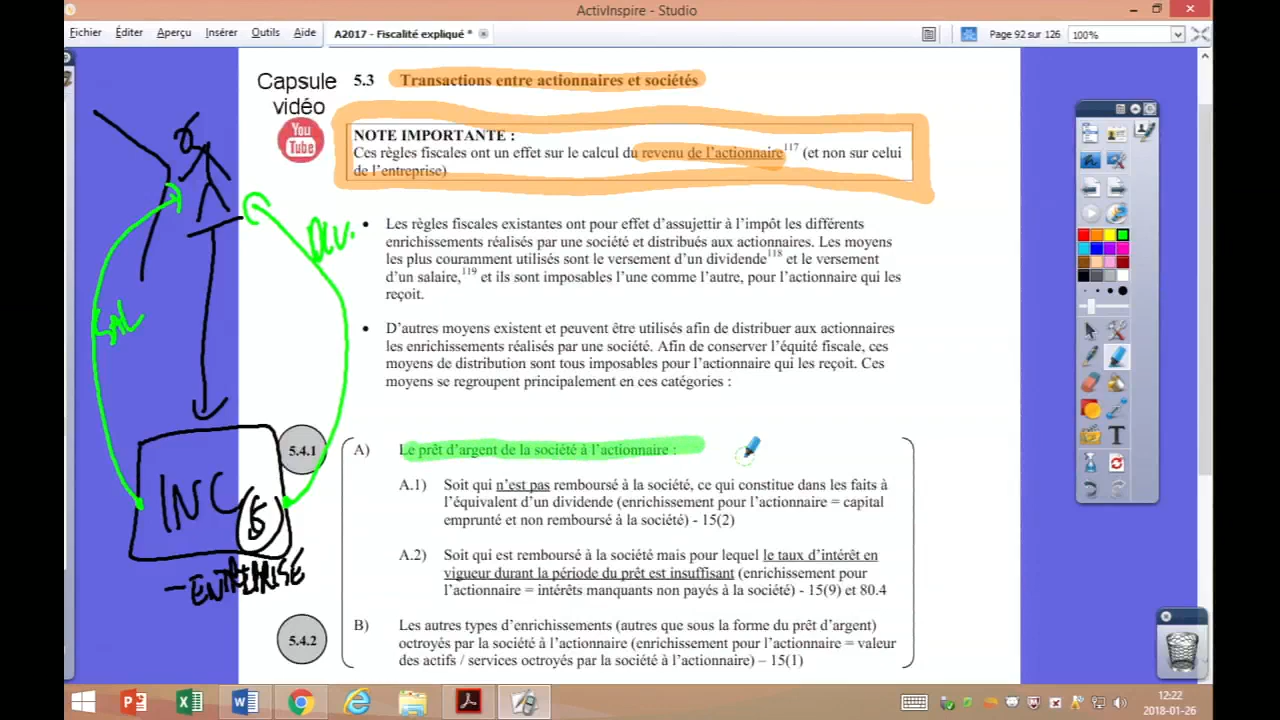 ActivInspire - Studio
Fichier Éditer Aperçu Insérer Outils Aide
A2017 - Fiscalité expliqué *
Page 92 sur 126
100%
Capsule
vidéo
You
Tube
5.3 Transactions entre actionnaires et sociétés
NOTE IMPORTANTE :
Ces règles fiscales ont un effet sur le calcul du revenu de l'actionnaire117 (et non sur celui
de l'entreprise)
• Les règles fiscales existantes ont pour effet d'assujettir à l'impôt les différents
enrichissements réalisés par une société et distribués aux actionnaires. Les moyens
les plus couramment utilisés sont le versement d'un dividende118 et le versement
d'un salaire,119 et ils sont imposables l'une comme l'autre, pour l'actionnaire qui les
reçoit.
• D'autres moyens existent et peuvent être utilisés afin de distribuer aux actionnaires
les enrichissements réalisés par une société. Afin de conserver l'équité fiscale, ces
moyens de distribution sont tous imposables pour l'actionnaire qui les reçoit. Ces
moyens se regroupent principalement en ces catégories :
5.4.1
A) Le prêt d'argent de la société à l'actionnaire :
A.1) Soit qui n'est pas remboursé à la société, ce qui constitue dans les faits à
l'équivalent d'un dividende (enrichissement pour l'actionnaire = capital
emprunté et non remboursé à la société) - 15(2)
A.2) Soit qui est remboursé à la société mais pour lequel le taux d'intérêt en
vigueur durant la période du prêt est insuffisant (enrichissement pour
l'actionnaire = intérêts manquants non payés à la société) - 15(9) et 80.4
5.4.2
B) Les autres types d'enrichissements (autres que sous la forme du prêt d'argent)
octroyés par la société à l'actionnaire (enrichissement pour l'actionnaire = valeur
des actifs / services octroyés par la société à l'actionnaire) – 15(1)
DIV.
SAL
INC
- ENTREPRISE
12:22
2018-01-26